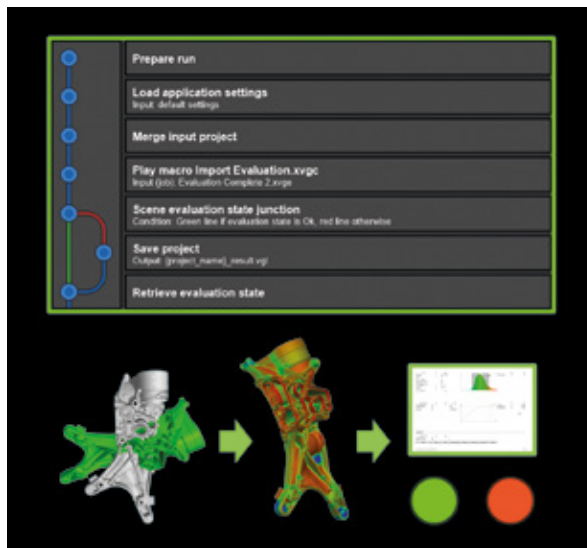 Prepare run
Load application settings
Input: default settings
Merge input project
Play macro Import Evaluation.xvgc
Input (job): Evaluation Complete 2.xvge
Scene evaluation state junction
Condition: Green line if evaluation state is Ok, red line otherwise
Save project
Output: {project_name}_result.vgl
Retrieve evaluation state